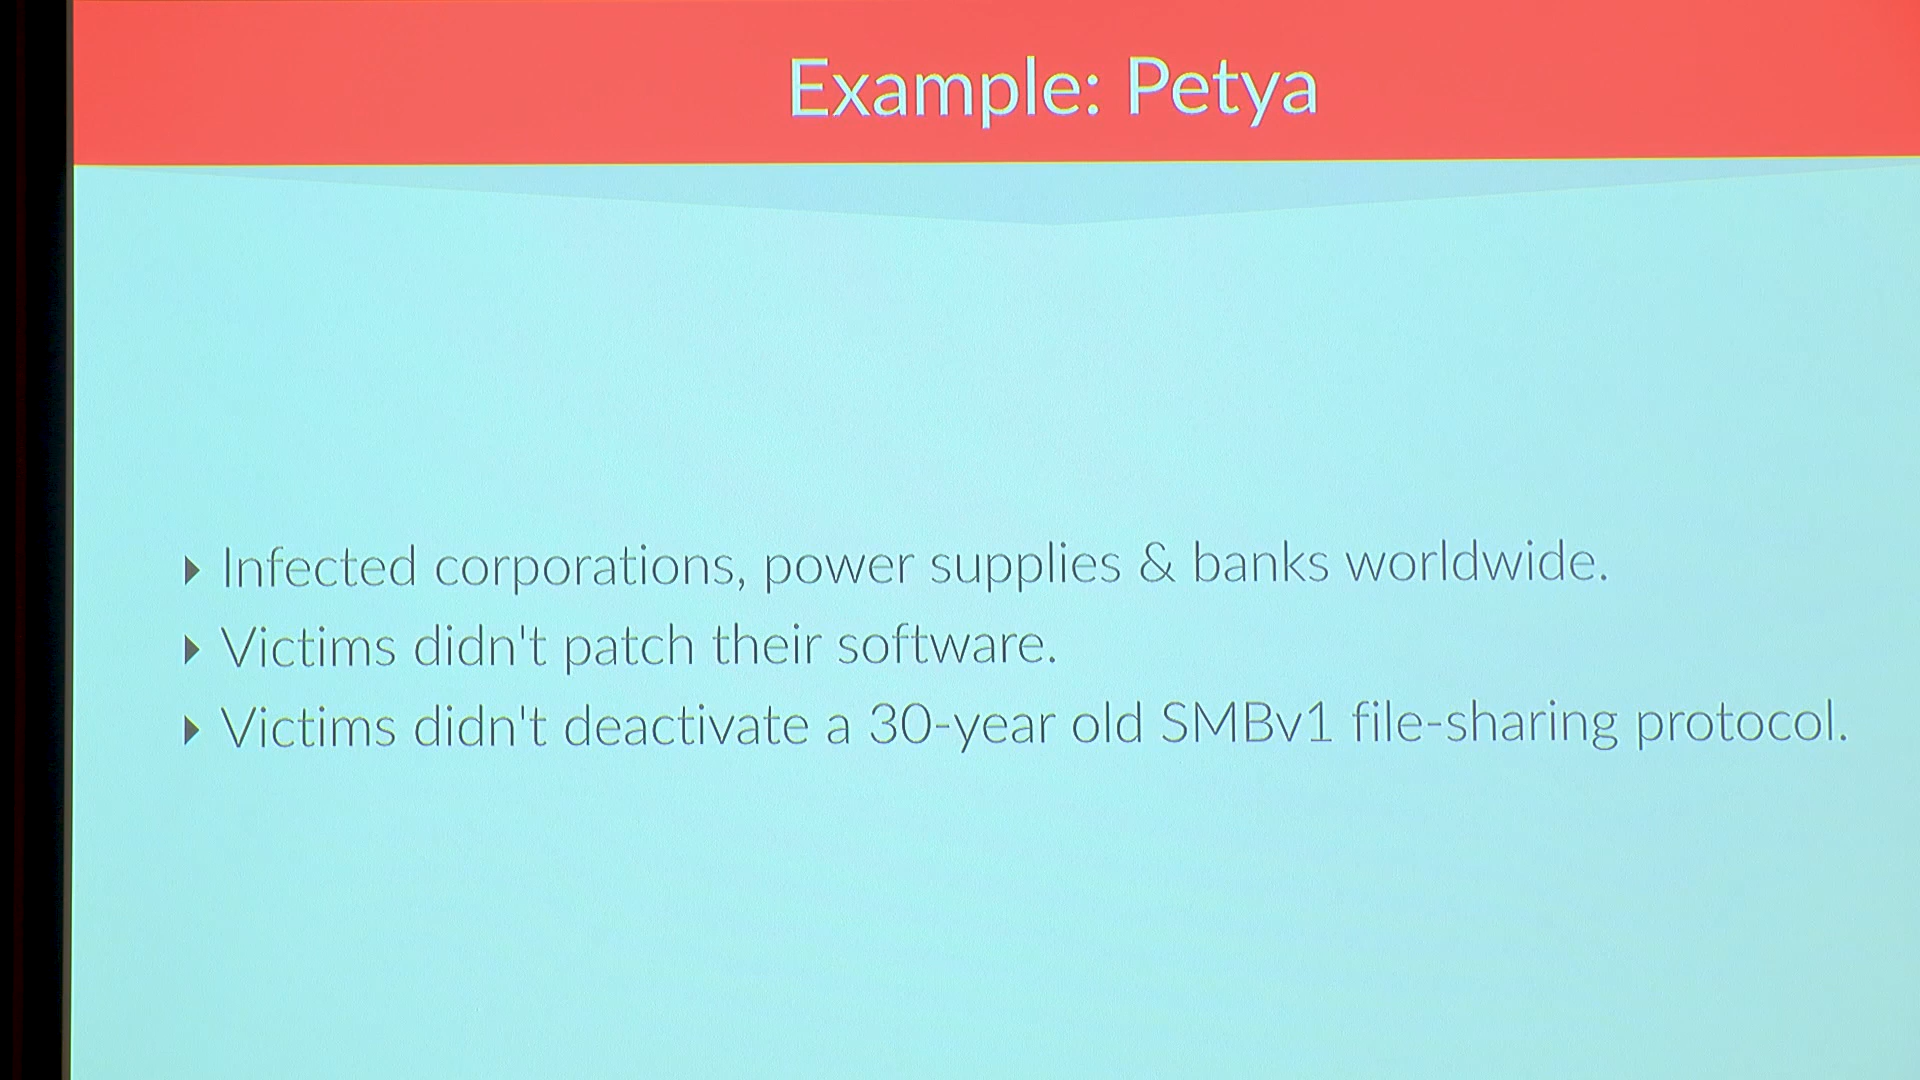 Example: Petya
Infected corporations, power supplies & banks worldwide.
Victims didn't patch their software.
Victims didn't deactivate a 30-year old SMBv1 file-sharing protocol.